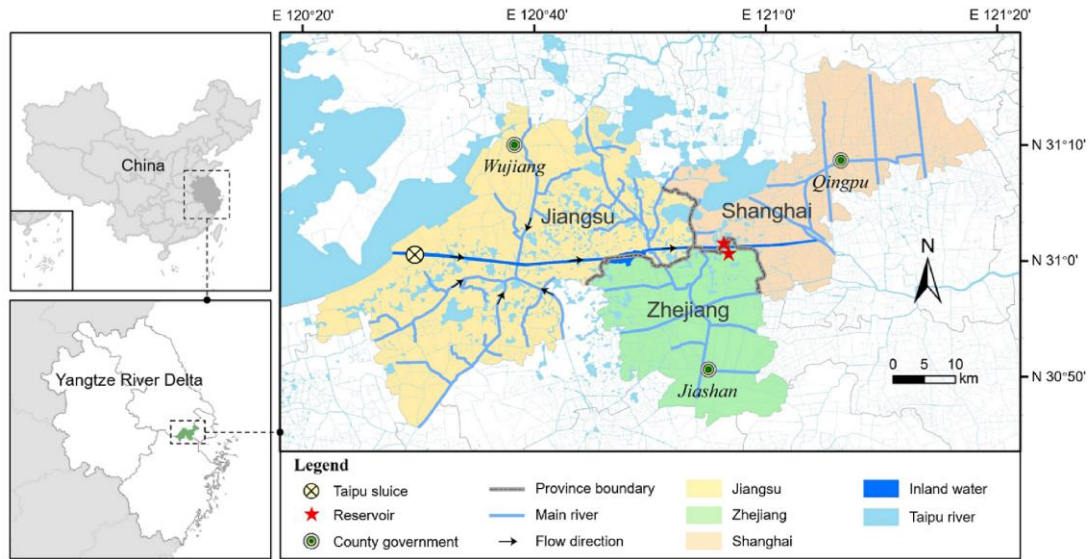 E 120°20'
E 120°40'
E 121°0'
E 121°20'
China
Wujiang
Jiangsu
Shanghai
Qingpu
Zhejiang
Jiashan
N 31°10'
N 31°0'
N 30°50'
N
0 5 10
km
Yangtze River Delta
Legend
Taipu sluice
Reservoir
County government
Province boundary
Main river
Flow direction
Jiangsu
Zhejiang
Shanghai
Inland water
Taipu river